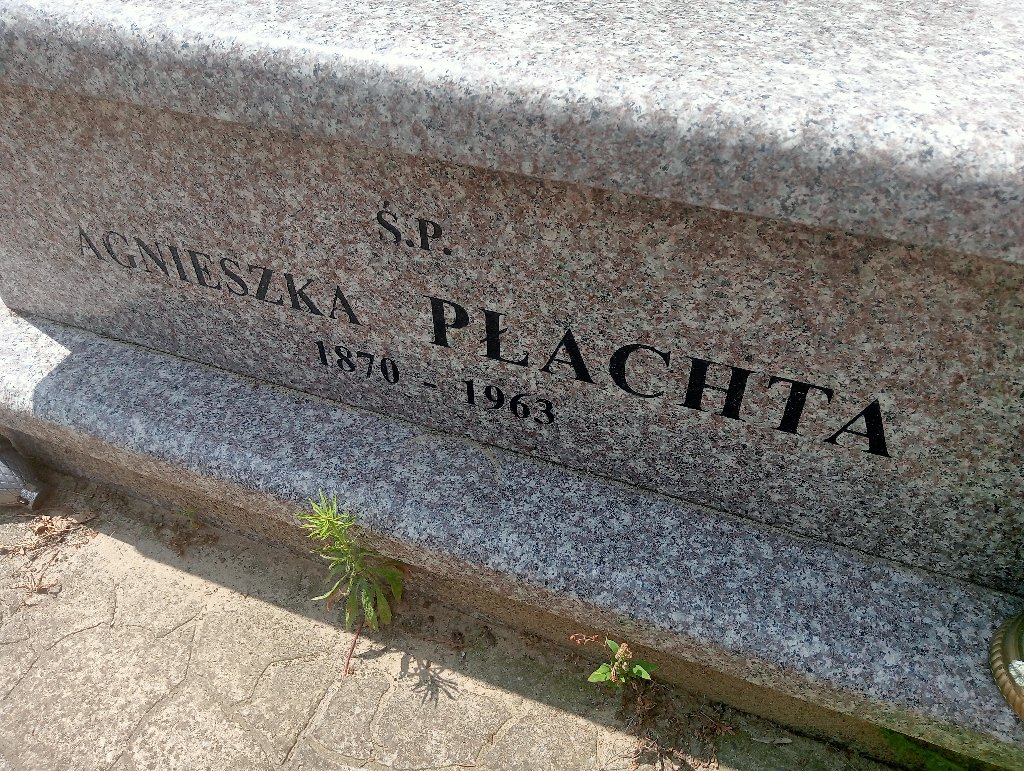 Ś.P.
AGNIESZKA PŁACHTA
1870 - 1963